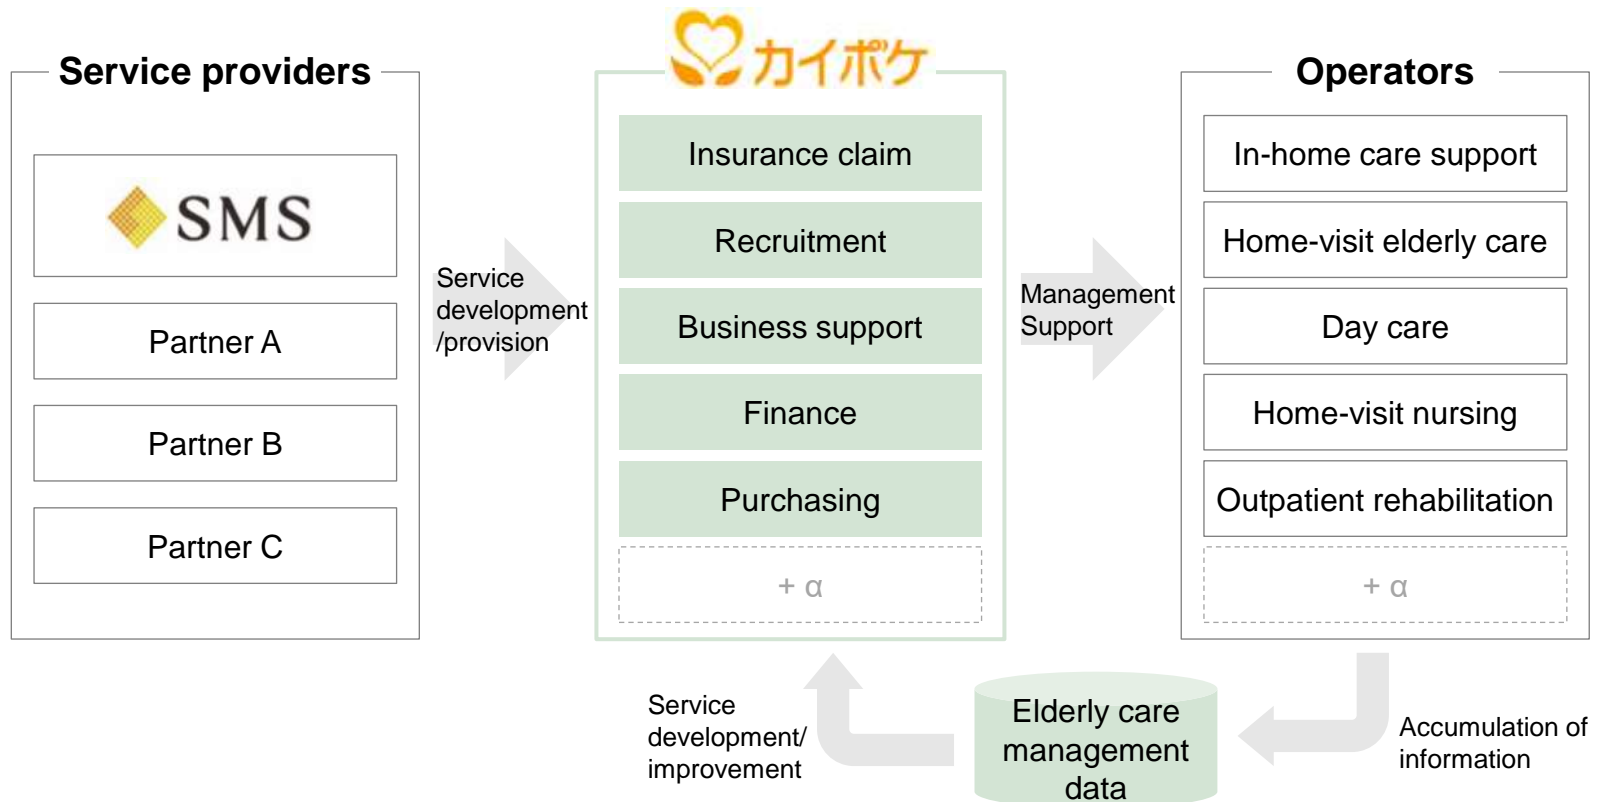 Service providers
SMS
Partner A
Partner B
Partner C
Service
development
/provision
カイポケ
Insurance claim
Recruitment
Business support
Finance
Purchasing
+ α
Management
Support
Operators
In-home care support
Home-visit elderly care
Day care
Home-visit nursing
Outpatient rehabilitation
+ α
Service
development/
improvement
Elderly care
management
data
Accumulation of
information